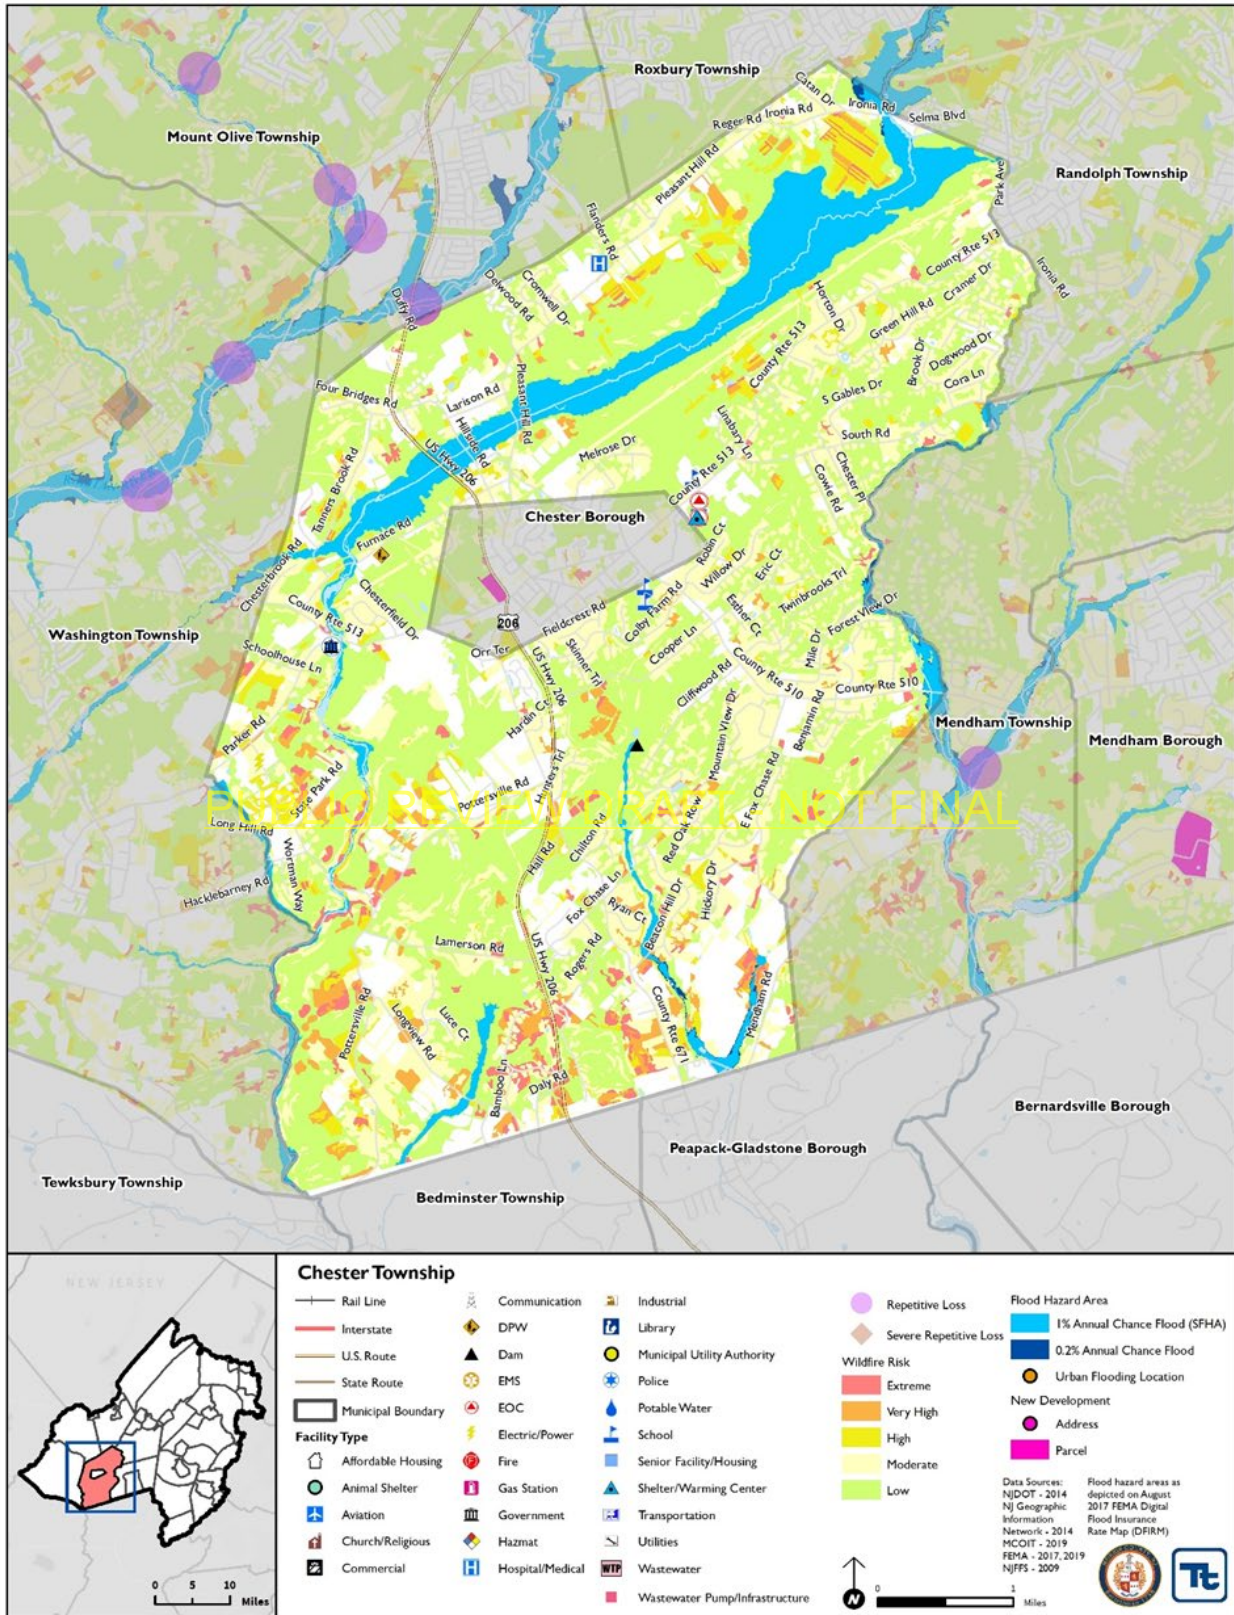 Roxbury Township
Catan Dr
Ironia Rd
Reger Rd
Ironia Rd
Selma Blvd
Mount Olive Township
Pleasant Hill Rd
Randolph Township
Park Ave
Flanders Rd
County Rte 513
Ironia Rd
Delwood Rd
Cromwell Dr
Cramer Dr
Duffy Rd
Horton Dr
Green Hill Rd
County Rte 513
Brook Dr
Dogwood Dr
Cora Ln
Four Bridges Rd
Larison Rd
Pleasant Hill Rd
S Gables Dr
Hillside Rd
US Hwy 206
Melrose Dr
Linabary Ln
South Rd
Tanners Brook Rd
County Rte 513
Cowie Rd
Chester Pl
Chester Borough
Furnace Rd
Robin Ct
Chesterbrook Rd
Willow Dr
Eric Ct
Twinbrooks Trl
Chesterfield Dr
County Rte 513
Washington Township
206
Fieldcrest Rd
Colby Farm Rd
Esther Ct
Forest View Dr
Schoolhouse Ln
Orr Ter
Skinner Trl
Cooper Ln
Mile Dr
US Hwy 206
Cliffwood Rd
County Rte 510
County Rte 510
Parker Rd
Hardin Ct
Mountain View Dr
Benjamin Rd
Mendham Township
Mendham Borough
State Park Rd
Pottersville Rd
Hunters Trl
E Fox Chase Rd
PUBLIC REVIEW DRAFT - NOT FINAL
Long Hill Rd
Wortman Way
Hall Rd
Chilton Rd
Red Oak Row
Hacklebarney Rd
Fox Chase Ln
Ryan Ct
Beacon Hill Dr
Hickory Dr
Lamerson Rd
US Hwy 206
Rogers Rd
Pottersville Rd
Longview Rd
Luce Ct
County Rte 671
Mendham Rd
Bamboo Ln
Daly Rd
Bernardsville Borough
Peapack-Gladstone Borough
Tewksbury Township
Bedminster Township
NEW JERSEY
0 5 10
Miles
Chester Township
Rail Line
Interstate
U.S. Route
State Route
Municipal Boundary
Facility Type
Affordable Housing
Animal Shelter
Aviation
Church/Religious
Commercial
Communication
DPW
Dam
EMS
EOC
Electric/Power
Fire
Gas Station
Government
Hazmat
Hospital/Medical
Industrial
Library
Municipal Utility Authority
Police
Potable Water
School
Senior Facility/Housing
Shelter/Warming Center
Transportation
Utilities
WTP
Wastewater
Wastewater Pump/Infrastructure
Repetitive Loss
Severe Repetitive Loss
Wildfire Risk
Extreme
Very High
High
Moderate
Low
Flood Hazard Area
1% Annual Chance Flood (SFHA)
0.2% Annual Chance Flood
Urban Flooding Location
New Development
Address
Parcel
Data Sources:
NJDOT - 2014
NJ Geographic
Information
Network - 2014
MCOIT - 2019
FEMA - 2017, 2019
NJFFS - 2009
Flood hazard areas as
depicted on August
2017 FEMA Digital
Flood Insurance
Rate Map (DFIRM)
N
0 1
Miles
Tt